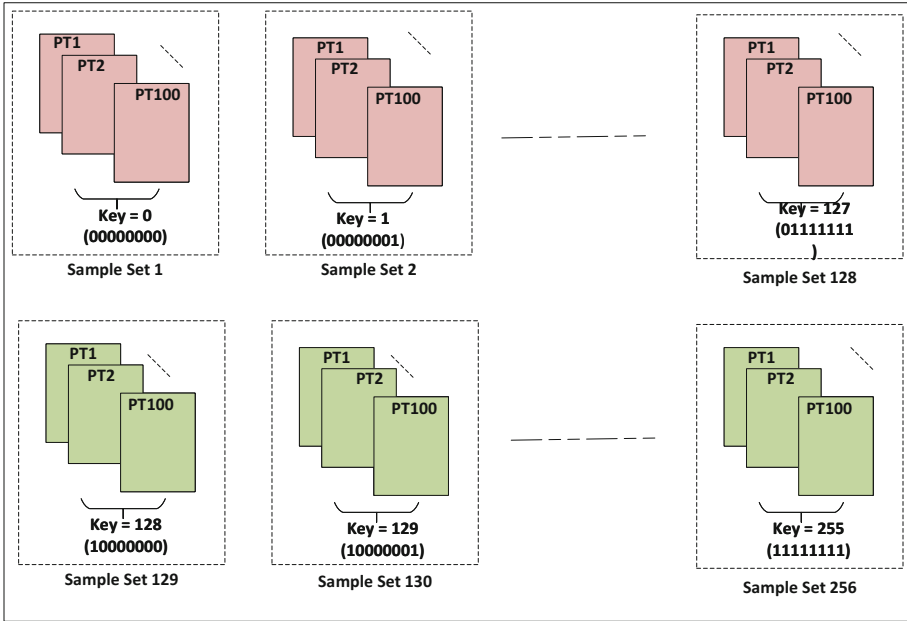 PT1
PT2
PT100
Key = 0
(00000000)
Sample Set 1
PT1
PT2
PT100
Key = 1
(00000001)
Sample Set 2
PT1
PT2
PT100
Key = 127
(01111111
)
Sample Set 128
PT1
PT2
PT100
Key = 128
(10000000)
Sample Set 129
PT1
PT2
PT100
Key = 129
(10000001)
Sample Set 130
PT1
PT2
PT100
Key = 255
(11111111)
Sample Set 256